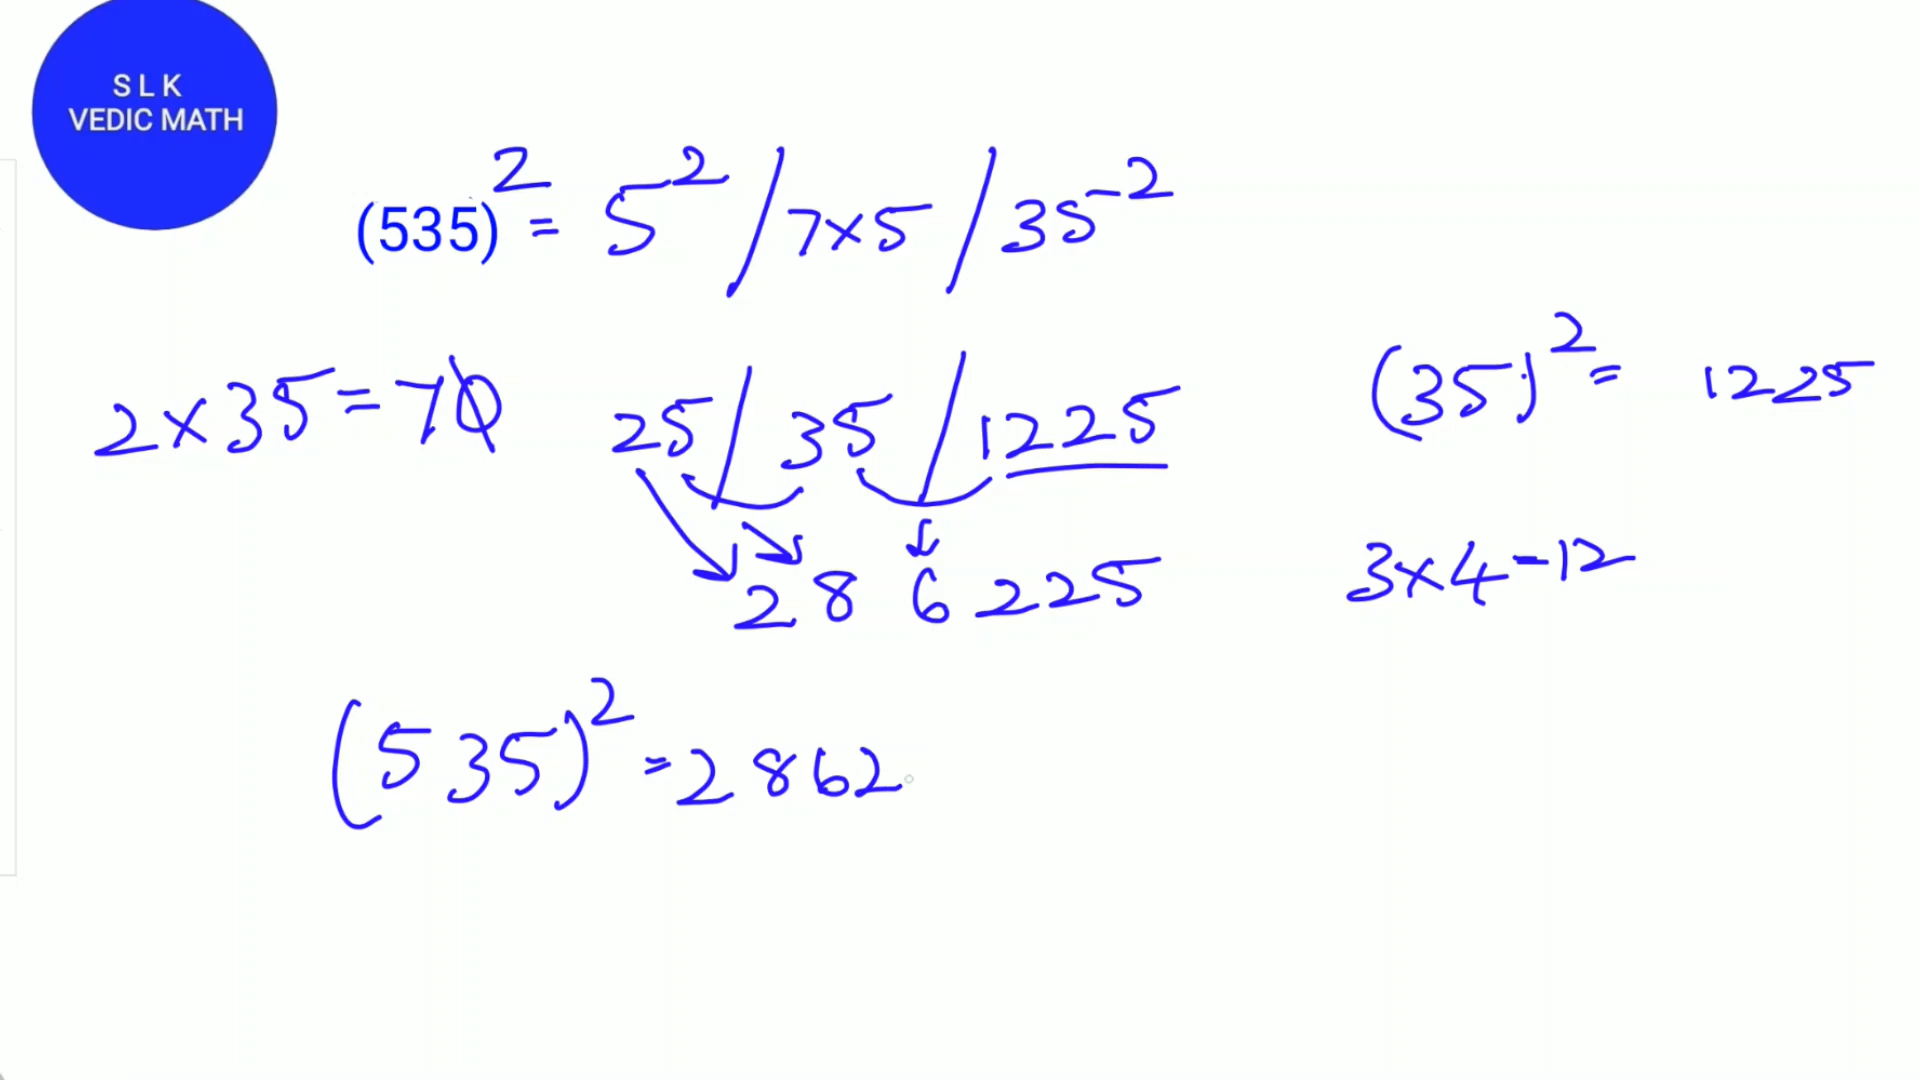 S L K
VEDIC MATH
(535)² = 5² / 7×5 / 35²
2×35=70 25 / 35 / 1225 (35)² = 1225
2 8 6 225 3×4=12
(535)² = 2862